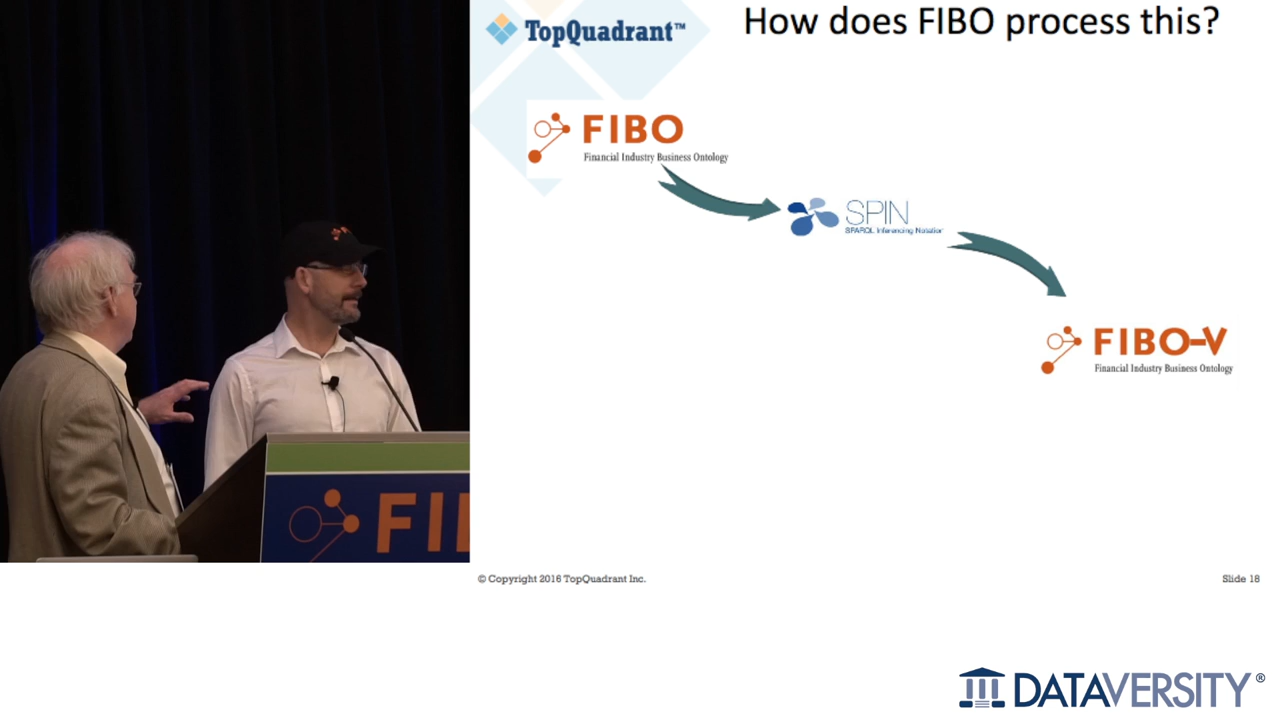 TopQuadrant™
How does FIBO process this?
FIBO
Financial Industry Business Ontology
SPIN
SPARQL Inferencing Notation
FIBO-V
Financial Industry Business Ontology
FI
© Copyright 2016 TopQuadrant Inc.
Slide 18
DATAVERSITY®